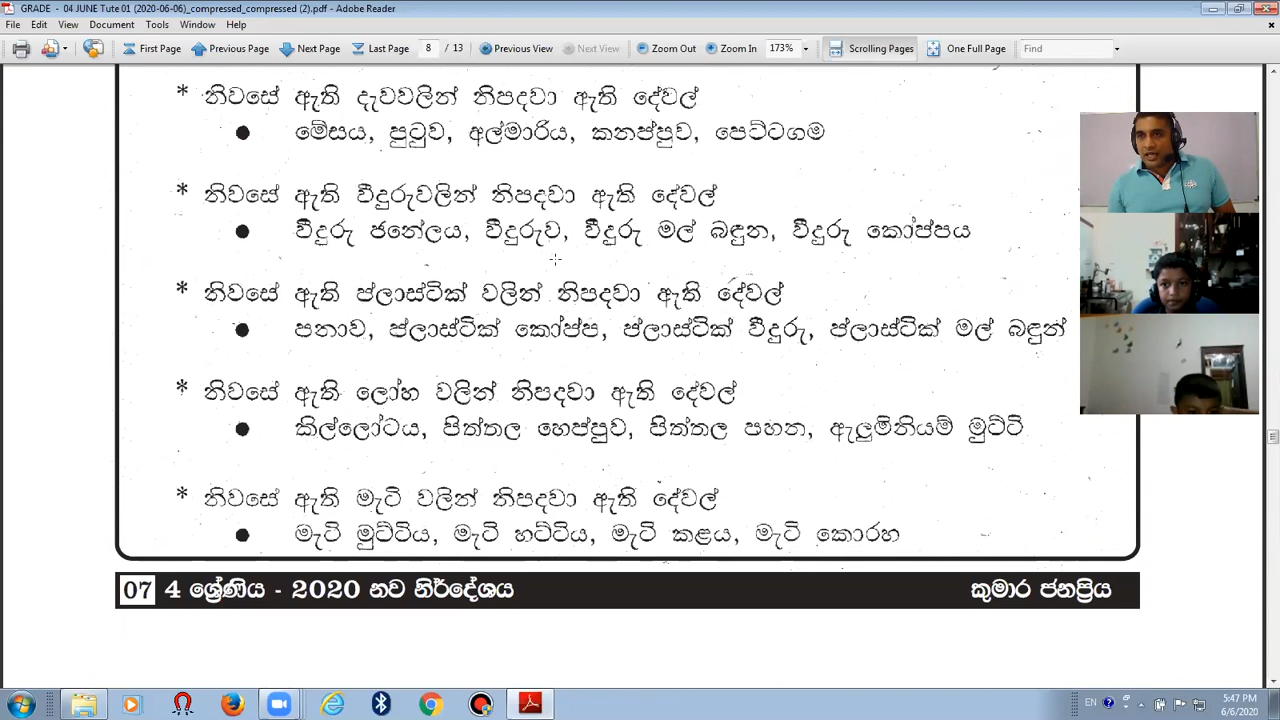 GRADE - 04 JUNE Tute 01 (2020-06-06)_compressed_compressed (2).pdf - Adobe Reader
File Edit View Document Tools Window Help
First Page Previous Page Next Page Last Page 8 / 13 Previous View Next View Zoom Out Zoom In 173% Scrolling Pages One Full Page Find
* නිවසේ ඇති දැවවලින් නිපදවා ඇති දේවල්
● මේසය, පුටුව, අල්මාරිය, කනප්පුව, පෙට්ටගම
* නිවසේ ඇති වීදුරුවලින් නිපදවා ඇති දේවල්
● වීදුරු ජනේලය, වීදුරුව, වීදුරු මල් බඳුන, වීදුරු කෝප්පය
* නිවසේ ඇති ප්ලාස්ටික් වලින් නිපදවා ඇති දේවල්
● පනාව, ප්ලාස්ටික් කෝප්ප, ප්ලාස්ටික් වීදුරු, ප්ලාස්ටික් මල් බඳුන්
* නිවසේ ඇති ලෝහ වලින් නිපදවා ඇති දේවල්
● කිල්ලෝටය, පිත්තල හෙප්පුව, පිත්තල පහන, ඇලුමිනියම් මුට්ටි
* නිවසේ ඇති මැටි වලින් නිපදවා ඇති දේවල්
● මැටි මුට්ටිය, මැටි හට්ටිය, මැටි කළය, මැටි කොරහ
07 4 ශ්‍රේණිය - 2020 නව නිර්දේශය කුමාර ජනප්‍රිය
EN 5:47 PM
6/6/2020